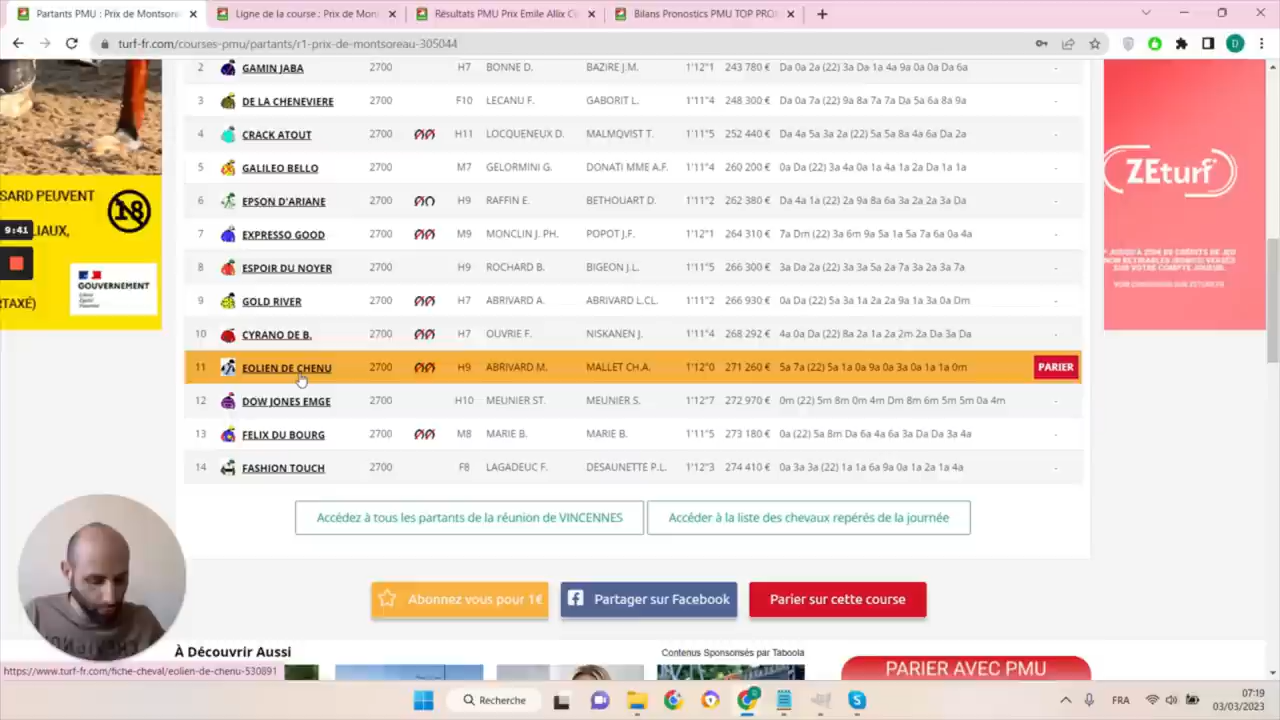 Partants PMU : Prix de Montsore
Ligne de la course : Prix de Mon
Résultats PMU Prix Emile Allix C
Bilans Pronostics PMU TOP PRO
turf-fr.com/courses-pmu/partants/r1-prix-de-montsoreau-305044
2 GAMIN JABA 2700 H7 BONNE D. BAZIRE J.M. 1'12"1 243 780 € Da 0a 2a (22) 3a Da 1a 4a 9a 0a 0a Da 6a -
3 DE LA CHENEVIERE 2700 F10 LECANU F. GABORIT L. 1'11"4 248 300 € Da 0a 7a (22) 9a 8a 7a 7a Da 5a 6a 8a 9a -
4 CRACK ATOUT 2700 H11 LOCQUENEUX D. MALMQVIST T. 1'11"5 252 440 € Da 4a 5a 3a 2a (22) 5a 5a 8a 4a 6a Da 2a -
5 GALILEO BELLO 2700 M7 GELORMINI G. DONATI MME A.F. 1'11"4 260 200 € 0a Da (22) 3a 4a 0a 1a 4a 1a 2a Da 1a 1a -
6 EPSON D'ARIANE 2700 H9 RAFFIN E. BETHOUART D. 1'11"2 262 380 € Da 4a 1a (22) 2a 9a 8a 6a 3a 2a 2a 3a Da -
7 EXPRESSO GOOD 2700 M9 MONCLIN J. PH. POPOT J.F. 1'12"1 264 310 € 7a Dm (22) 3a 6m 9a 5a 1a 5a 7a 6a 0a 4a -
8 ESPOIR DU NOYER 2700 H9 ROCHARD B. BIGEON J.L. 1'11"5 266 300 € 3a Da 2a (22) 3a 3a 5a 2a 7a 3a 2a 3a 7a -
9 GOLD RIVER 2700 H7 ABRIVARD A. ABRIVARD L.CL. 1'11"2 266 930 € 0a Da (22) 5a 3a 1a 2a 2a 9a 1a 3a 0a Dm -
10 CYRANO DE B. 2700 H7 OUVRIE F. NISKANEN J. 1'11"4 268 292 € 4a 0a Da (22) 8a 2a 1a 2a 2m 2a Da 3a Da -
11 EOLIEN DE CHENU 2700 H9 ABRIVARD M. MALLET CH.A. 1'12"0 271 260 € 5a 7a (22) 5a 1a 0a 9a 0a 3a 0a 1a 1a 0m PARIER
12 DOW JONES EMGE 2700 H10 MEUNIER ST. MEUNIER S. 1'12"7 272 970 € 0m (22) 5m 8m 0m 4m Dm 8m 6m 5m 5m 0a 4m -
13 FELIX DU BOURG 2700 M8 MARIE B. MARIE B. 1'11"5 273 180 € 0a (22) 5a 8m Da 6a 4a 6a 3a Da Da 3a 4a -
14 FASHION TOUCH 2700 F8 LAGADEUC F. DESAUNETTE P.L. 1'12"3 274 410 € 0a 3a 3a (22) 1a 1a 6a 9a 0a 1a 2a 1a 4a -
SARD PEUVENT
LIAUX,
18
9:41
GOUVERNEMENT
TAXÉ)
ZEturf
Accédez à tous les partants de la réunion de VINCENNES
Accéder à la liste des chevaux repérés de la journée
Abonnez vous pour 1€
Partager sur Facebook
Parier sur cette course
À Découvrir Aussi
Contenus Sponsorisés par Taboola
PARIER AVEC PMU
https://www.turf-fr.com/fiche-cheval/eolien-de-chenu-530891
Recherche
FRA
07:19
03/03/2023